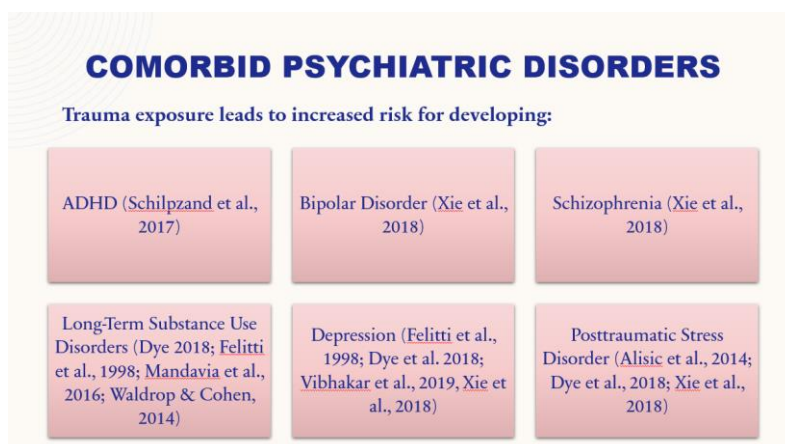 COMORBID PSYCHIATRIC DISORDERS
Trauma exposure leads to increased risk for developing:
ADHD (Schilpzand et al.,
2017)
Bipolar Disorder (Xie et al.,
2018)
Schizophrenia (Xie et al.,
2018)
Long-Term Substance Use
Disorders (Dye 2018; Felitti
et al., 1998; Mandavia et al.,
2016; Waldrop & Cohen,
2014)
Depression (Felitti et al.,
1998; Dye et al. 2018;
Vibhakar et al., 2019, Xie et
al., 2018)
Posttraumatic Stress
Disorder (Alisic et al., 2014;
Dye et al., 2018; Xie et al.,
2018)